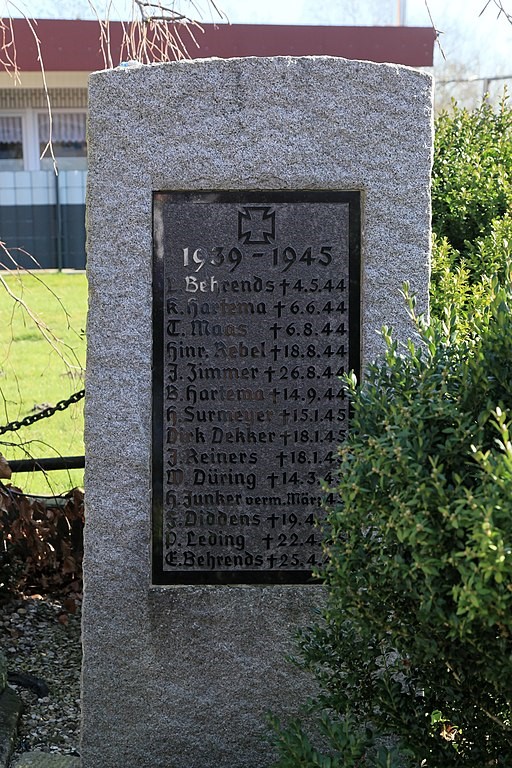 1939 - 1945
L. Behrends † 4.5.44
K. Hartema † 6.6.44
T. Maas † 6.8.44
Hinr. Rebel † 18.8.44
J. Zimmer † 26.8.44
B. Hartema † 14.9.44
H. Surmeyer † 15.1.45
Dirk Dekker † 18.1.45
J. Reiners † 18.1.45
W. Düring † 14.3.45
H. Junker verm. März
F. Diddens † 19.4.
P. Leding † 22.4.
E. Behrends † 25.4.